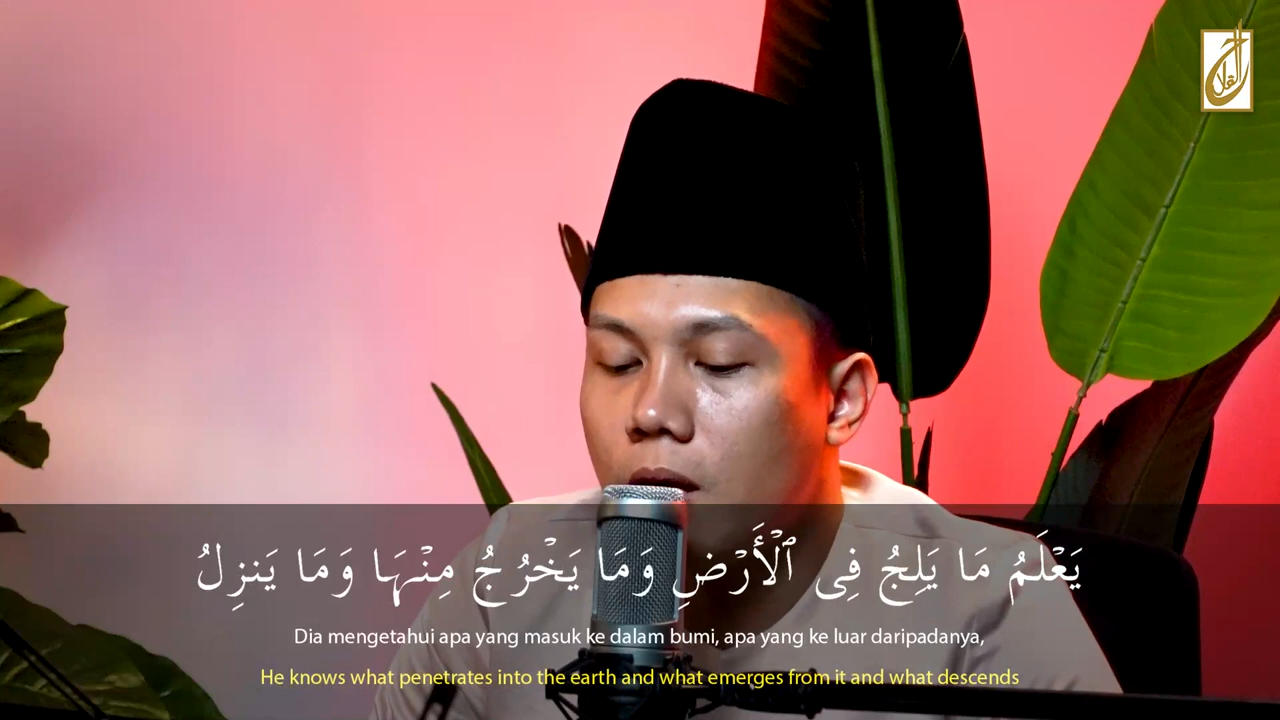 يَعْلَمُ مَا يَلِجُ فِى ٱلْأَرْضِ وَمَا يَخْرُجُ مِنْهَا وَمَا يَنزِلُ
Dia mengetahui apa yang masuk ke dalam bumi, apa yang ke luar daripadanya,
He knows what penetrates into the earth and what emerges from it and what descends